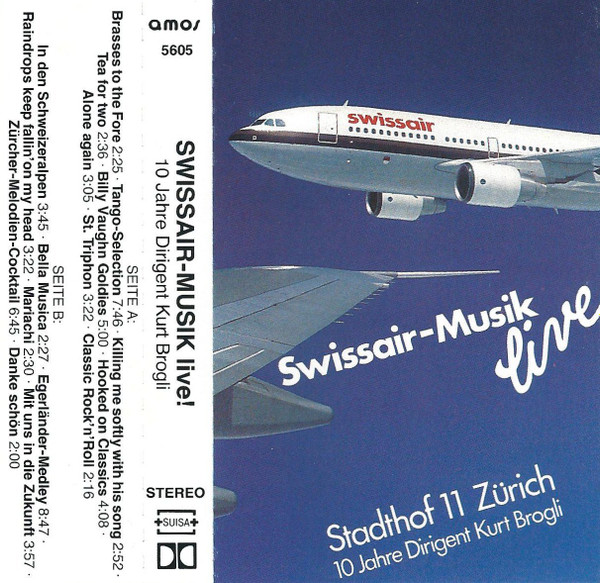 amos
5605
SWISSAIR-MUSIK live!
10 Jahre Dirigent Kurt Brogli
STEREO
SUISA
SEITE A:
Brasses to the Fore 2:25 · Tango-Selection 7:46 · Killing me softly with his song 2:52 ·
Tea for two 2:36 · Billy Vaughn Goldies 5:00 · Hooked on Classics 4:08 ·
Alone again 3:05 · St. Triphon 3:22 · Classic Rock'n'Roll 2:16
SEITE B:
In den Schweizeralpen 3:45 · Bella Musica 2:27 · Egerländer-Medley 8:47 ·
Raindrops keep fallin'on my head 3:22 · Mariachi 2:30 · Mit uns in die Zukunft 3:57 ·
Zürcher-Melodien-Cocktail 6:45 · Danke schön 2:00
swissair
Swissair-Musik
live
Stadthof 11 Zürich
10 Jahre Dirigent Kurt Brogli